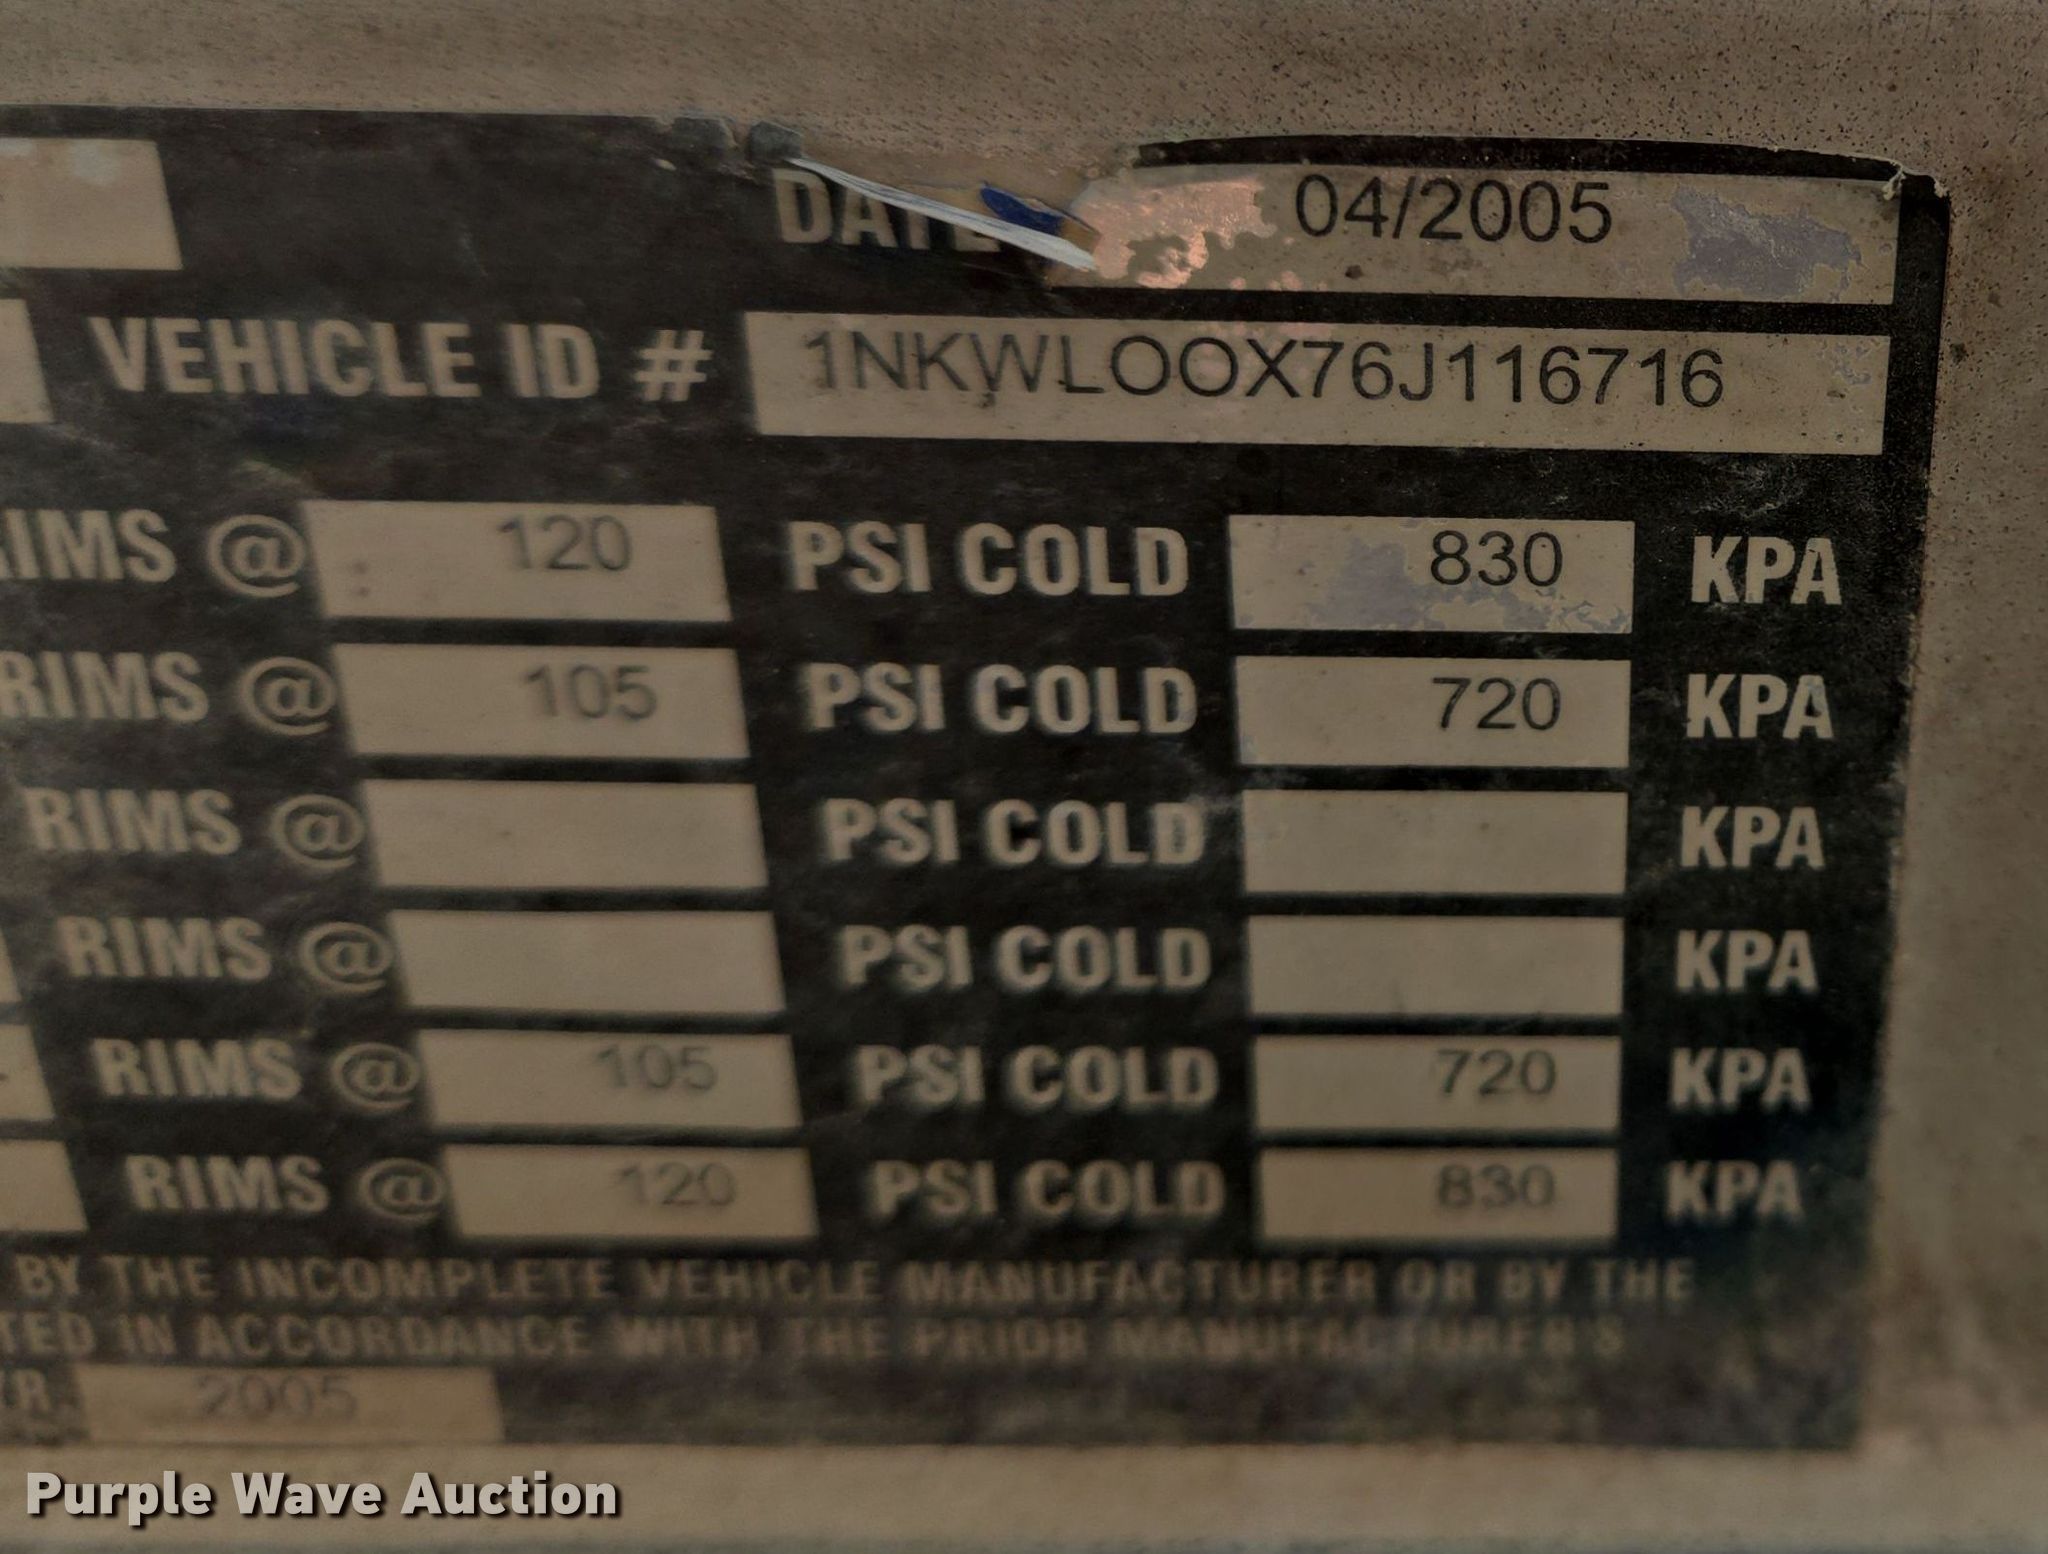 DATE 04/2005
VEHICLE ID # 1NKWLOOX76J116716
RIMS @ 120 PSI COLD 830 KPA
RIMS @ 105 PSI COLD 720 KPA
RIMS @ PSI COLD KPA
RIMS @ PSI COLD KPA
RIMS @ 105 PSI COLD 720 KPA
RIMS @ 120 PSI COLD 830 KPA
BY THE INCOMPLETE VEHICLE MANUFACTURER OR BY THE
TED IN ACCORDANCE WITH THE PRIOR MANUFACTURER'S
YR. 2005
Purple Wave Auction